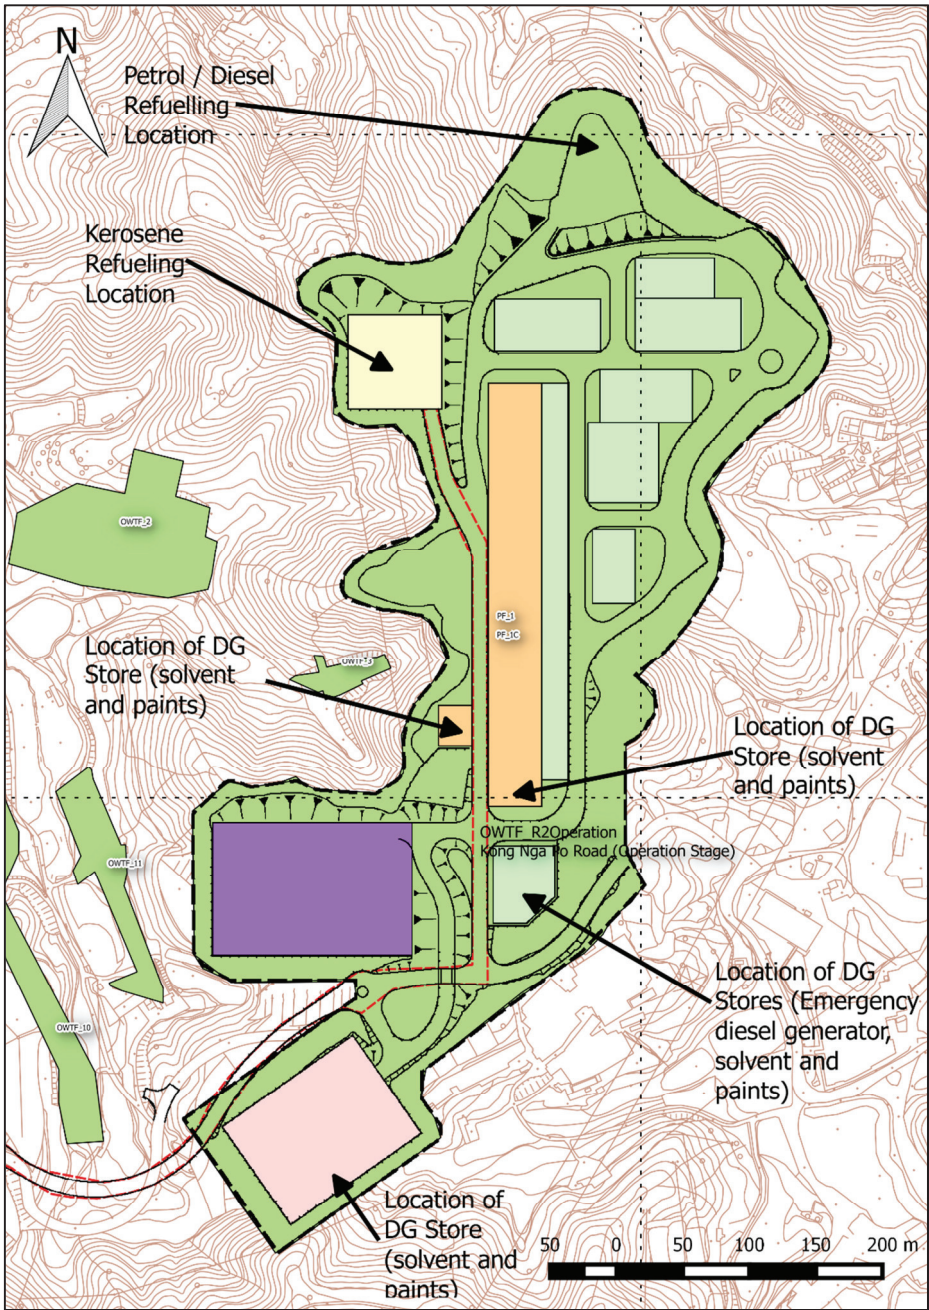 N
Petrol / Diesel
Refuelling
Location
Kerosene
Refueling
Location
OWTF_2
PF_1
PF_1C
Location of DG
Store (solvent
and paints)
OWTF_3
Location of DG
Store (solvent
and paints)
OWTF_R2Operation
Kong Nga Po Road (Operation Stage)
OWTF_11
Location of DG
Stores (Emergency
diesel generator,
solvent and
paints)
OWTF_10
Location of
DG Store
(solvent and
paints)
50 0 50 100 150 200 m